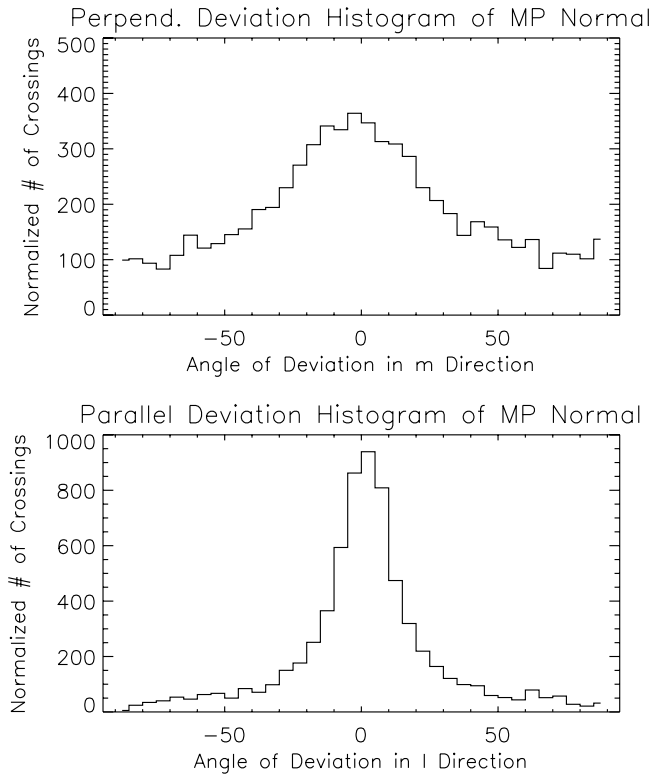 Perpend. Deviation Histogram of MP Normal
500
400
300
200
100
0
Normalized # of Crossings
−50 0 50
Angle of Deviation in m Direction
Parallel Deviation Histogram of MP Normal
1000
800
600
400
200
0
Normalized # of Crossings
−50 0 50
Angle of Deviation in l Direction